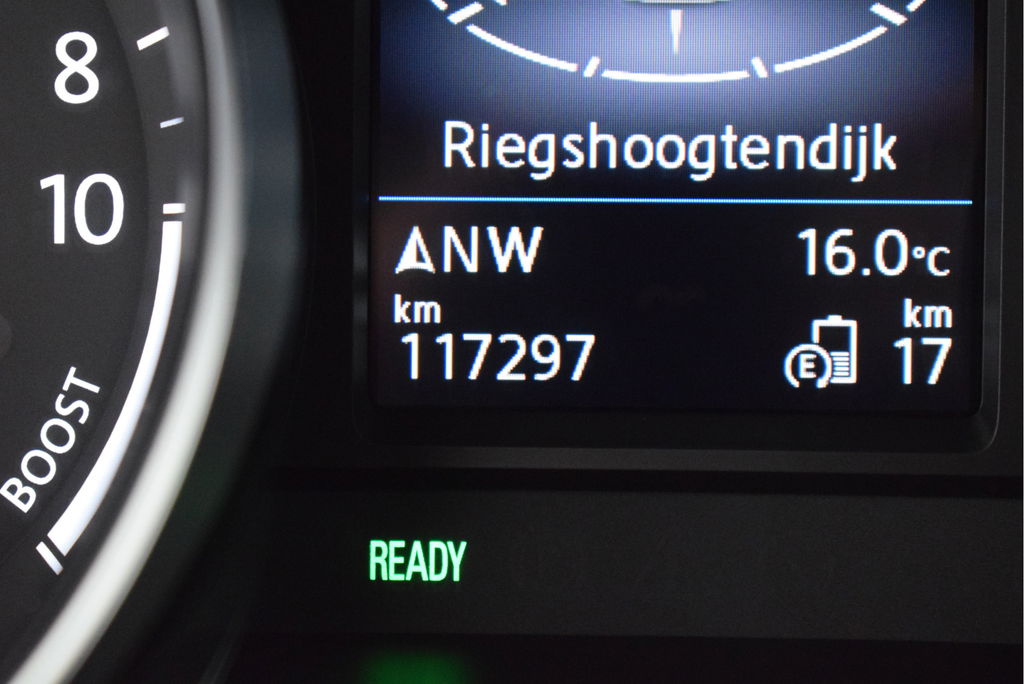 8
10
BOOST
Riegshoogtendijk
NW 16.0°C
km km
117297 E 17
READY